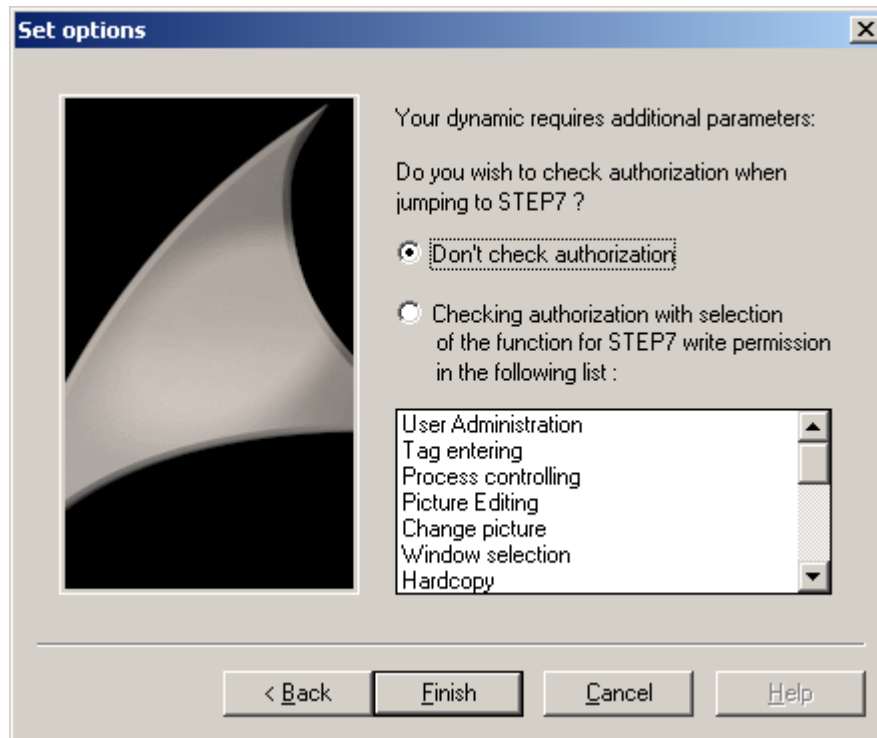 Set options
Your dynamic requires additional parameters:
Do you wish to check authorization when
jumping to STEP7 ?
Don't check authorization
Checking authorization with selection
of the function for STEP7 write permission
in the following list :
User Administration
Tag entering
Process controlling
Picture Editing
Change picture
Window selection
Hardcopy
< Back
Finish
Cancel
Help